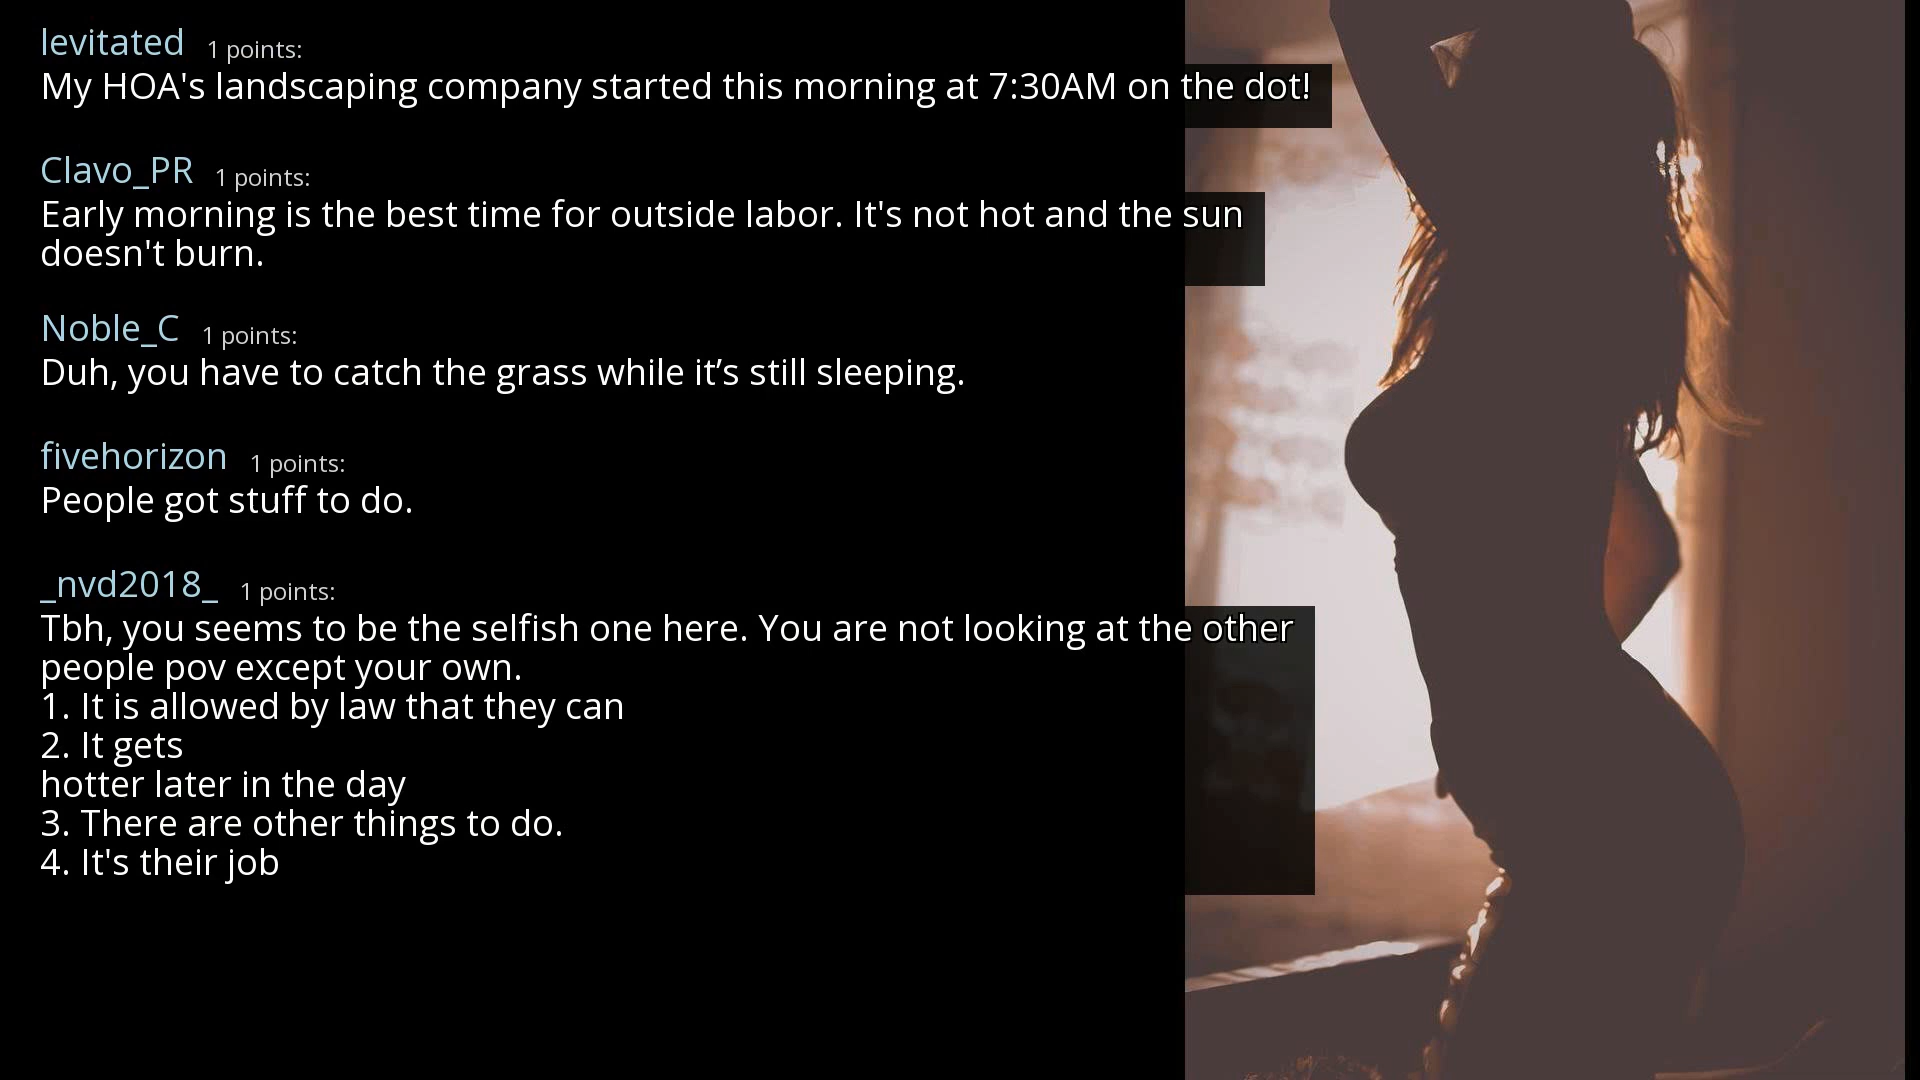 levitated 1 points:
My HOA's landscaping company started this morning at 7:30AM on the dot!
Clavo_PR 1 points:
Early morning is the best time for outside labor. It's not hot and the sun
doesn't burn.
Noble_C 1 points:
Duh, you have to catch the grass while it’s still sleeping.
fivehorizon 1 points:
People got stuff to do.
_nvd2018_ 1 points:
Tbh, you seems to be the selfish one here. You are not looking at the other
people pov except your own.
1. It is allowed by law that they can
2. It gets
hotter later in the day
3. There are other things to do.
4. It's their job